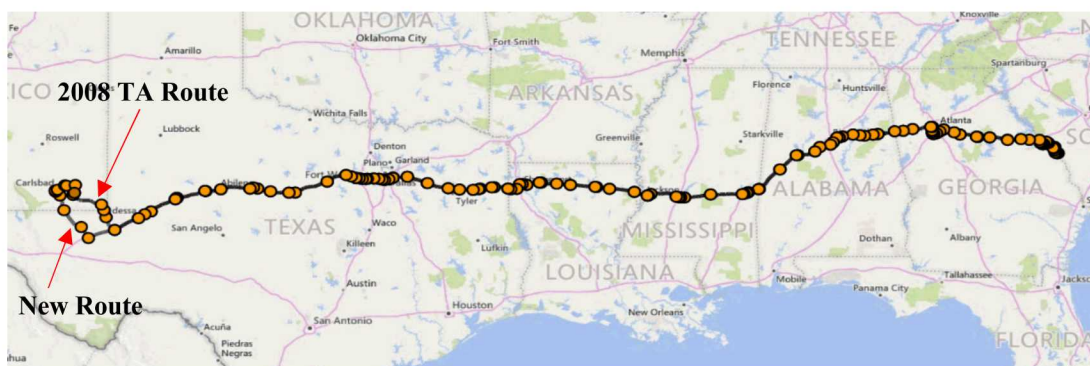 OKLAHOMA
Knoxville
TENNESSEE
Oklahoma City
Fort Smith
Amarillo
Memphis
Spartanburg
Florence
Huntsville
ARKANSAS
2008 TA Route
Roswell
Lubbock
Wichita Falls
Greenville
Starkville
Atlanta
Denton
Plano
Garland
Carlsbad
Tyler
ALABAMA
GEORGIA
TEXAS
Waco
San Angelo
MISSISSIPPI
Albany
Killeen
Lufkin
Dothan
LOUISIANA
New Route
Austin
Mobile
Tallahassee
Jackson
Panama City
Houston
New Orleans
Acuña
San Antonio
Piedras
Negras
FLORIDA